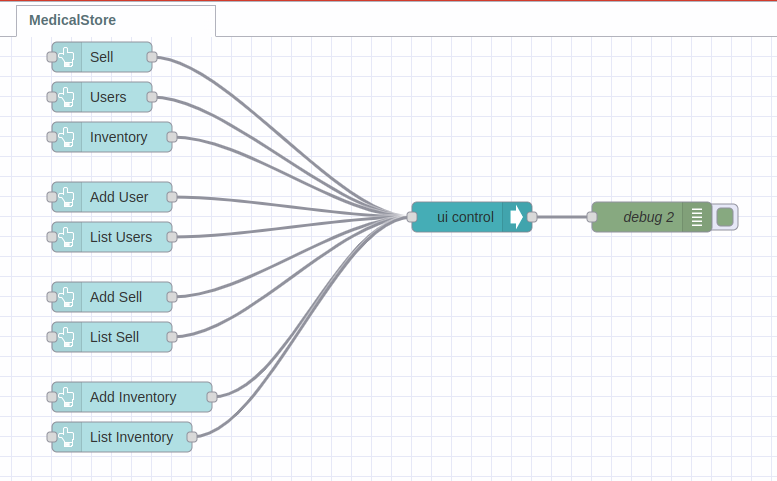 MedicalStore
Sell
Users
Inventory
Add User
List Users
Add Sell
List Sell
Add Inventory
List Inventory
ui control
debug 2